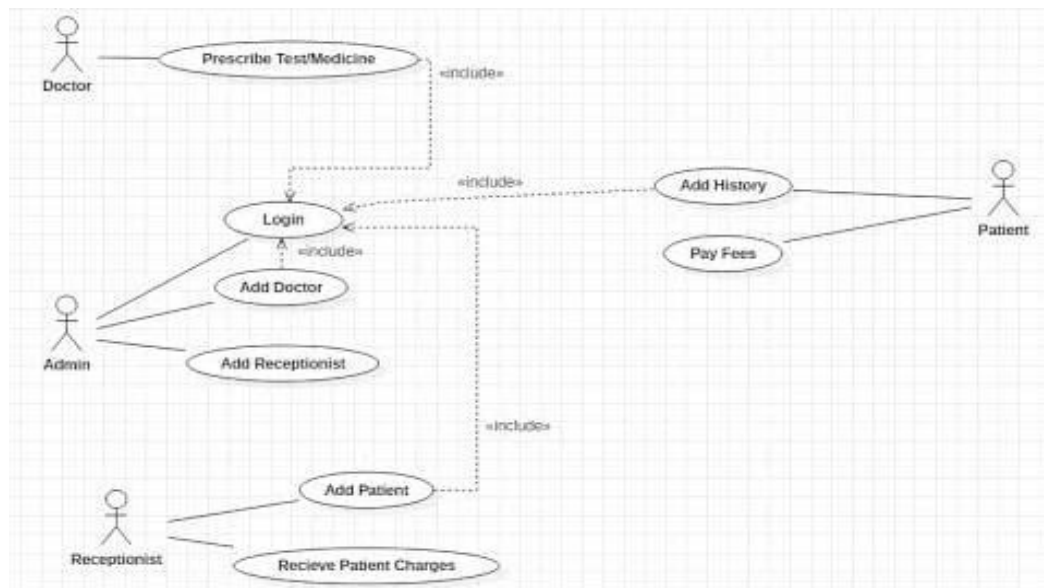 Prescribe Test/Medicine
«include»
Doctor
Add History
«include»
Login
Patient
«include»
Pay Fees
Add Doctor
Admin
Add Receptionist
«include»
Add Patient
Receptionist
Recieve Patient Charges